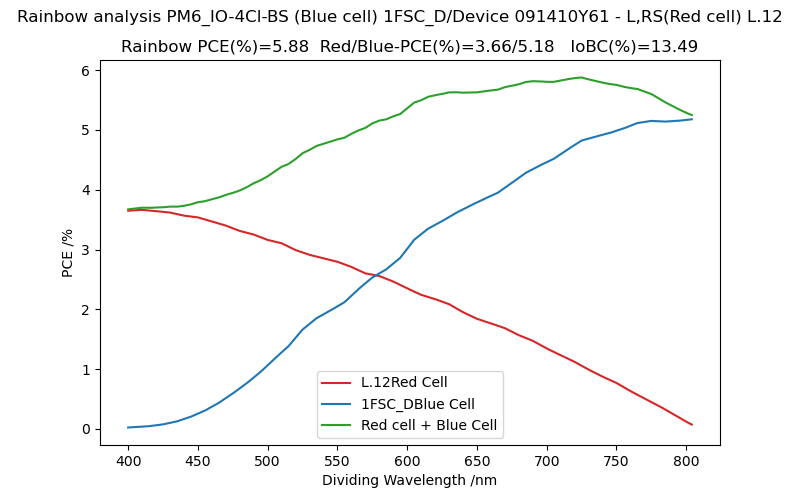 Rainbow analysis PM6_IO-4Cl-BS (Blue cell) 1FSC_D/Device 091410Y61 - L,RS(Red cell) L.12
Rainbow PCE(%)=5.88  Red/Blue-PCE(%)=3.66/5.18   IoBC(%)=13.49
6
5
4
3
2
1
0
PCE /%
L.12Red Cell
1FSC_DBlue Cell
Red cell + Blue Cell
400 450 500 550 600 650 700 750 800
Dividing Wavelength /nm